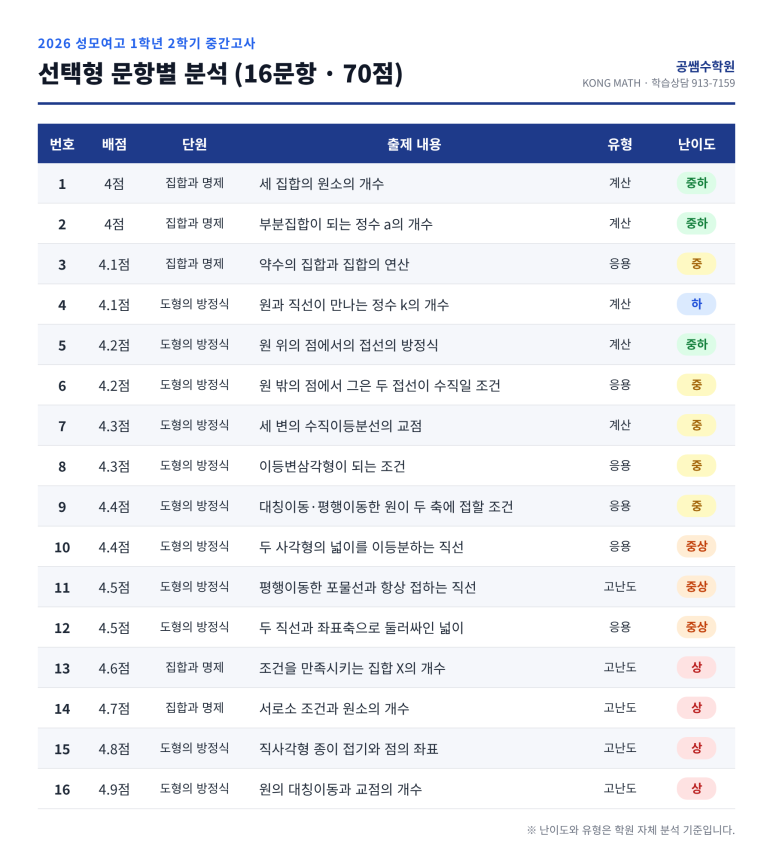 2026 성모여고 1학년 2학기 중간고사
선택형 문항별 분석 (16문항 · 70점)
공쌤수학원
KONG MATH · 학습상담 913-7159
번호 배점 단원 출제 내용 유형 난이도
1 4점 집합과 명제 세 집합의 원소의 개수 계산 중하
2 4점 집합과 명제 부분집합이 되는 정수 a의 개수 계산 중하
3 4.1점 집합과 명제 약수의 집합과 집합의 연산 응용 중
4 4.1점 도형의 방정식 원과 직선이 만나는 정수 k의 개수 계산 하
5 4.2점 도형의 방정식 원 위의 점에서의 접선의 방정식 계산 중하
6 4.2점 도형의 방정식 원 밖의 점에서 그은 두 접선이 수직일 조건 응용 중
7 4.3점 도형의 방정식 세 변의 수직이등분선의 교점 계산 중
8 4.3점 도형의 방정식 이등변삼각형이 되는 조건 응용 중
9 4.4점 도형의 방정식 대칭이동·평행이동한 원이 두 축에 접할 조건 응용 중
10 4.4점 도형의 방정식 두 사각형의 넓이를 이등분하는 직선 응용 중상
11 4.5점 도형의 방정식 평행이동한 포물선과 항상 접하는 직선 고난도 중상
12 4.5점 도형의 방정식 두 직선과 좌표축으로 둘러싸인 넓이 응용 중상
13 4.6점 집합과 명제 조건을 만족시키는 집합 X의 개수 고난도 상
14 4.7점 집합과 명제 서로소 조건과 원소의 개수 고난도 상
15 4.8점 도형의 방정식 직사각형 종이 접기와 점의 좌표 고난도 상
16 4.9점 도형의 방정식 원의 대칭이동과 교점의 개수 고난도 상
※ 난이도와 유형은 학원 자체 분석 기준입니다.